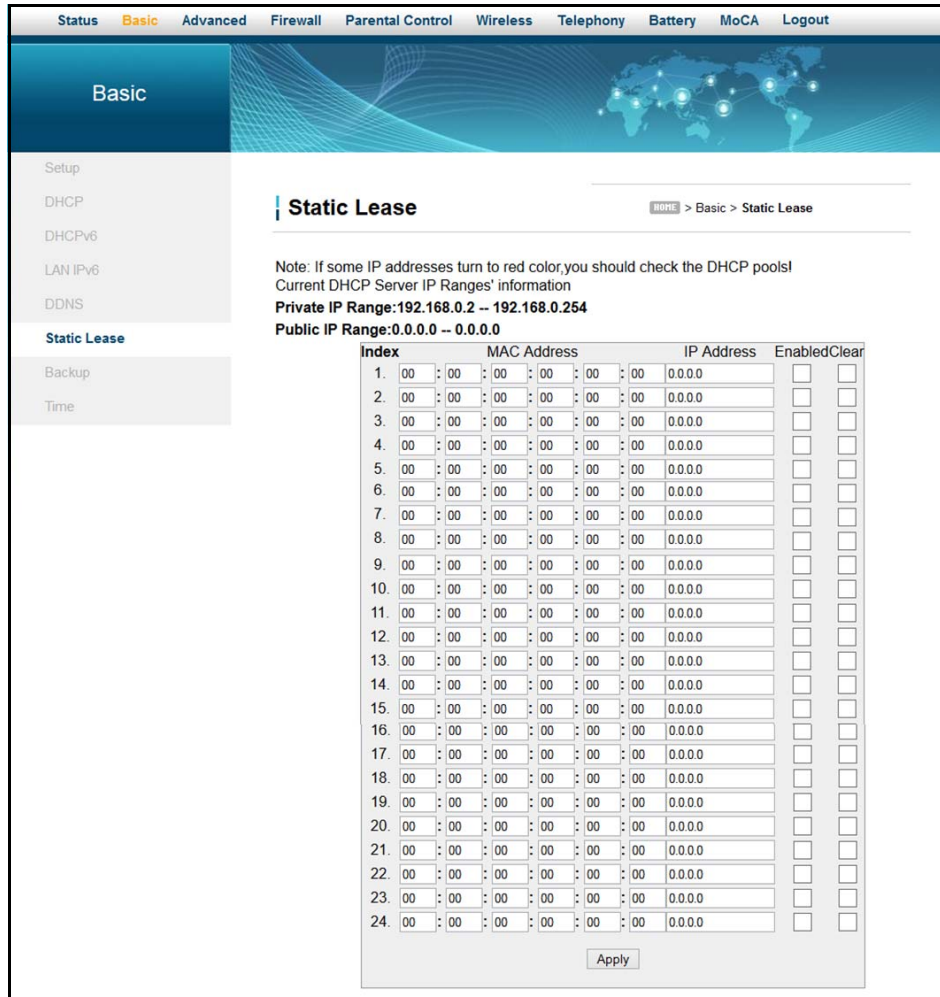 Status Basic Advanced Firewall Parental Control Wireless Telephony Battery MoCA Logout
Basic
Setup
DHCP
DHCPv6
LAN IPv6
DDNS
Static Lease
Backup
Time
Static Lease
HOME > Basic > Static Lease
Note: If some IP addresses turn to red color,you should check the DHCP pools!
Current DHCP Server IP Ranges' information
Private IP Range:192.168.0.2 -- 192.168.0.254
Public IP Range:0.0.0.0 -- 0.0.0.0
Index MAC Address IP Address Enabled Clear
1. 00 : 00 : 00 : 00 : 00 : 00 0.0.0.0
2. 00 : 00 : 00 : 00 : 00 : 00 0.0.0.0
3. 00 : 00 : 00 : 00 : 00 : 00 0.0.0.0
4. 00 : 00 : 00 : 00 : 00 : 00 0.0.0.0
5. 00 : 00 : 00 : 00 : 00 : 00 0.0.0.0
6. 00 : 00 : 00 : 00 : 00 : 00 0.0.0.0
7. 00 : 00 : 00 : 00 : 00 : 00 0.0.0.0
8. 00 : 00 : 00 : 00 : 00 : 00 0.0.0.0
9. 00 : 00 : 00 : 00 : 00 : 00 0.0.0.0
10. 00 : 00 : 00 : 00 : 00 : 00 0.0.0.0
11. 00 : 00 : 00 : 00 : 00 : 00 0.0.0.0
12. 00 : 00 : 00 : 00 : 00 : 00 0.0.0.0
13. 00 : 00 : 00 : 00 : 00 : 00 0.0.0.0
14. 00 : 00 : 00 : 00 : 00 : 00 0.0.0.0
15. 00 : 00 : 00 : 00 : 00 : 00 0.0.0.0
16. 00 : 00 : 00 : 00 : 00 : 00 0.0.0.0
17. 00 : 00 : 00 : 00 : 00 : 00 0.0.0.0
18. 00 : 00 : 00 : 00 : 00 : 00 0.0.0.0
19. 00 : 00 : 00 : 00 : 00 : 00 0.0.0.0
20. 00 : 00 : 00 : 00 : 00 : 00 0.0.0.0
21. 00 : 00 : 00 : 00 : 00 : 00 0.0.0.0
22. 00 : 00 : 00 : 00 : 00 : 00 0.0.0.0
23. 00 : 00 : 00 : 00 : 00 : 00 0.0.0.0
24. 00 : 00 : 00 : 00 : 00 : 00 0.0.0.0
Apply